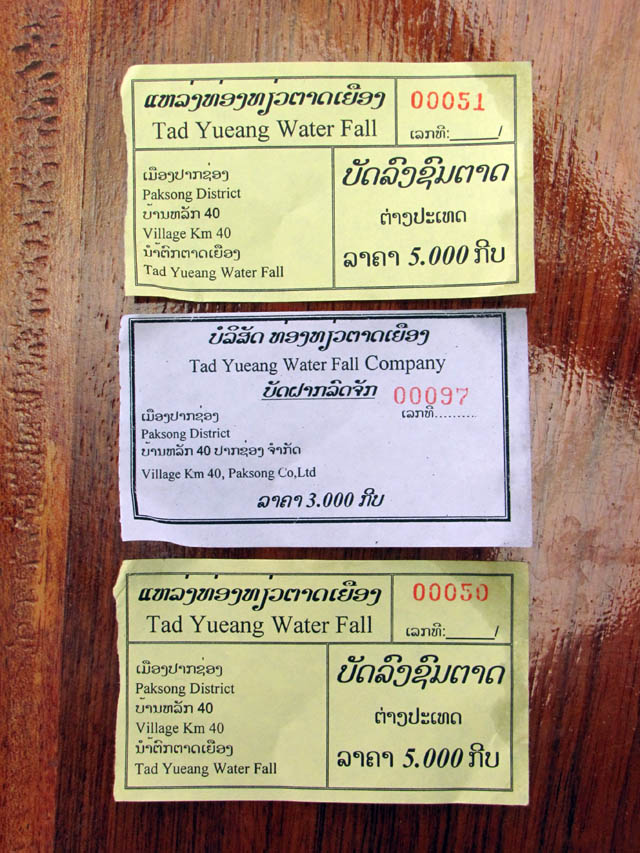 ແຫລ່ງທ່ອງທ່ຽວຕາດເຍືອງ
Tad Yueang Water Fall
00051
ເລກທີ:______/
ເມືອງປາກຊ່ອງ
Paksong District
ບ້ານຫລັກ 40
Village Km 40
ນ້ຳຕົກຕາດເຍືອງ
Tad Yueang Water Fall
ບັດລົງຊົມຕາດ
ຕ່າງປະເທດ
ລາຄາ 5.000 ກີບ
ບໍລິສັດ ທ່ອງທ່ຽວຕາດເຍືອງ
Tad Yueang Water Fall Company
ບັດຝາກລົດຈັກ
00097
ເລກທີ.........
ເມືອງປາກຊ່ອງ
Paksong District
ບ້ານຫລັກ 40 ປາກຊ່ອງ ຈຳກັດ
Village Km 40, Paksong Co,Ltd
ລາຄາ 3.000 ກີບ
ແຫລ່ງທ່ອງທ່ຽວຕາດເຍືອງ
Tad Yueang Water Fall
00050
ເລກທີ:______/
ເມືອງປາກຊ່ອງ
Paksong District
ບ້ານຫລັກ 40
Village Km 40
ນ້ຳຕົກຕາດເຍືອງ
Tad Yueang Water Fall
ບັດລົງຊົມຕາດ
ຕ່າງປະເທດ
ລາຄາ 5.000 ກີບ